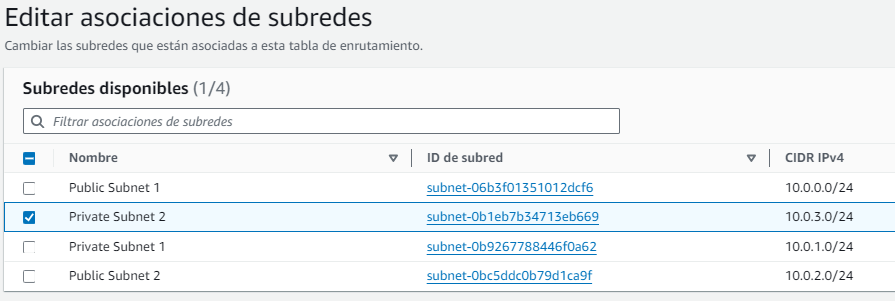 Editar asociaciones de subredes
Cambiar las subredes que están asociadas a esta tabla de enrutamiento.
Subredes disponibles (1/4)
Filtrar asociaciones de subredes
Nombre ID de subred CIDR IPv4
Public Subnet 1 subnet-06b3f01351012dcf6 10.0.0.0/24
Private Subnet 2 subnet-0b1eb7b34713eb669 10.0.3.0/24
Private Subnet 1 subnet-0b9267788446f0a62 10.0.1.0/24
Public Subnet 2 subnet-0bc5ddc0b79d1ca9f 10.0.2.0/24